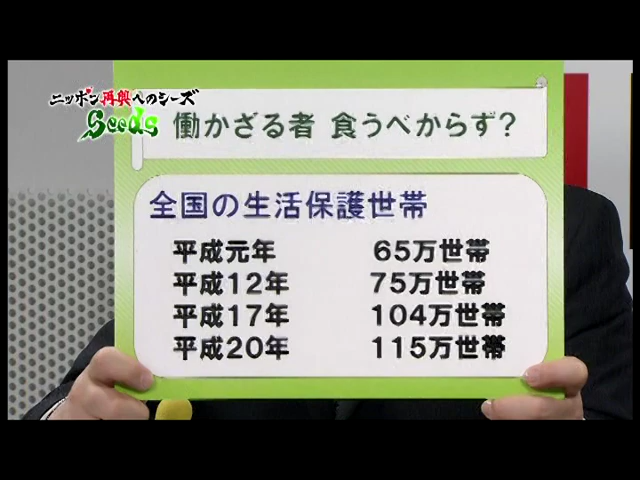 ニッポン再興へのシーズ
Seeds
働かざる者 食うべからず?
全国の生活保護世帯
平成元年 65万世帯
平成12年 75万世帯
平成17年 104万世帯
平成20年 115万世帯